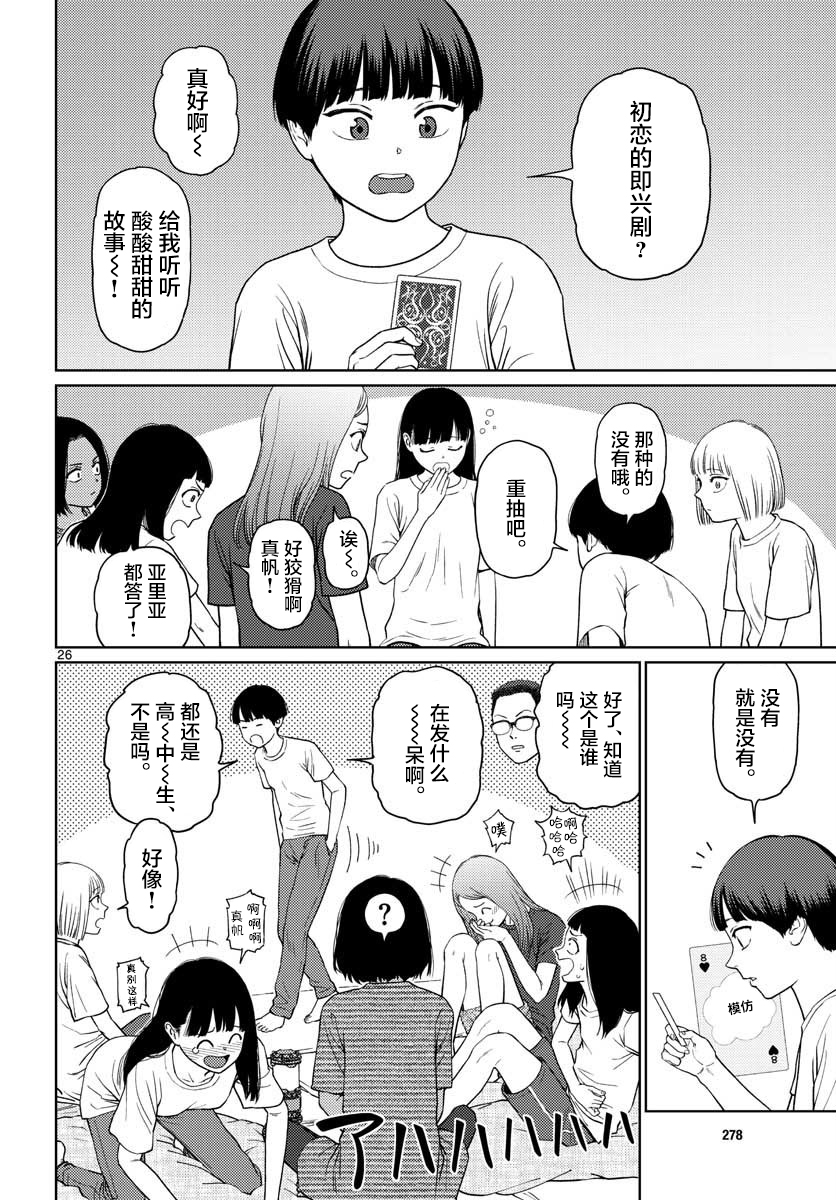 初恋的即兴剧？
真好啊～
给我听听
酸酸甜甜的
故事～！
那种的
没有哦。
重抽吧。
诶～。
好狡猾啊
真帆！
亚里亚
都答了！
26
没有
就是没有。
8
模仿
8
好了、知道
这个是谁
吗～～
在发什么
～～～呆啊。
都还是
高～中～生、
不是吗。
好像！
啊哈
哈哈
哈
噗
啊啊啊
真帆
真别这样
？
アハハハハハハ
278